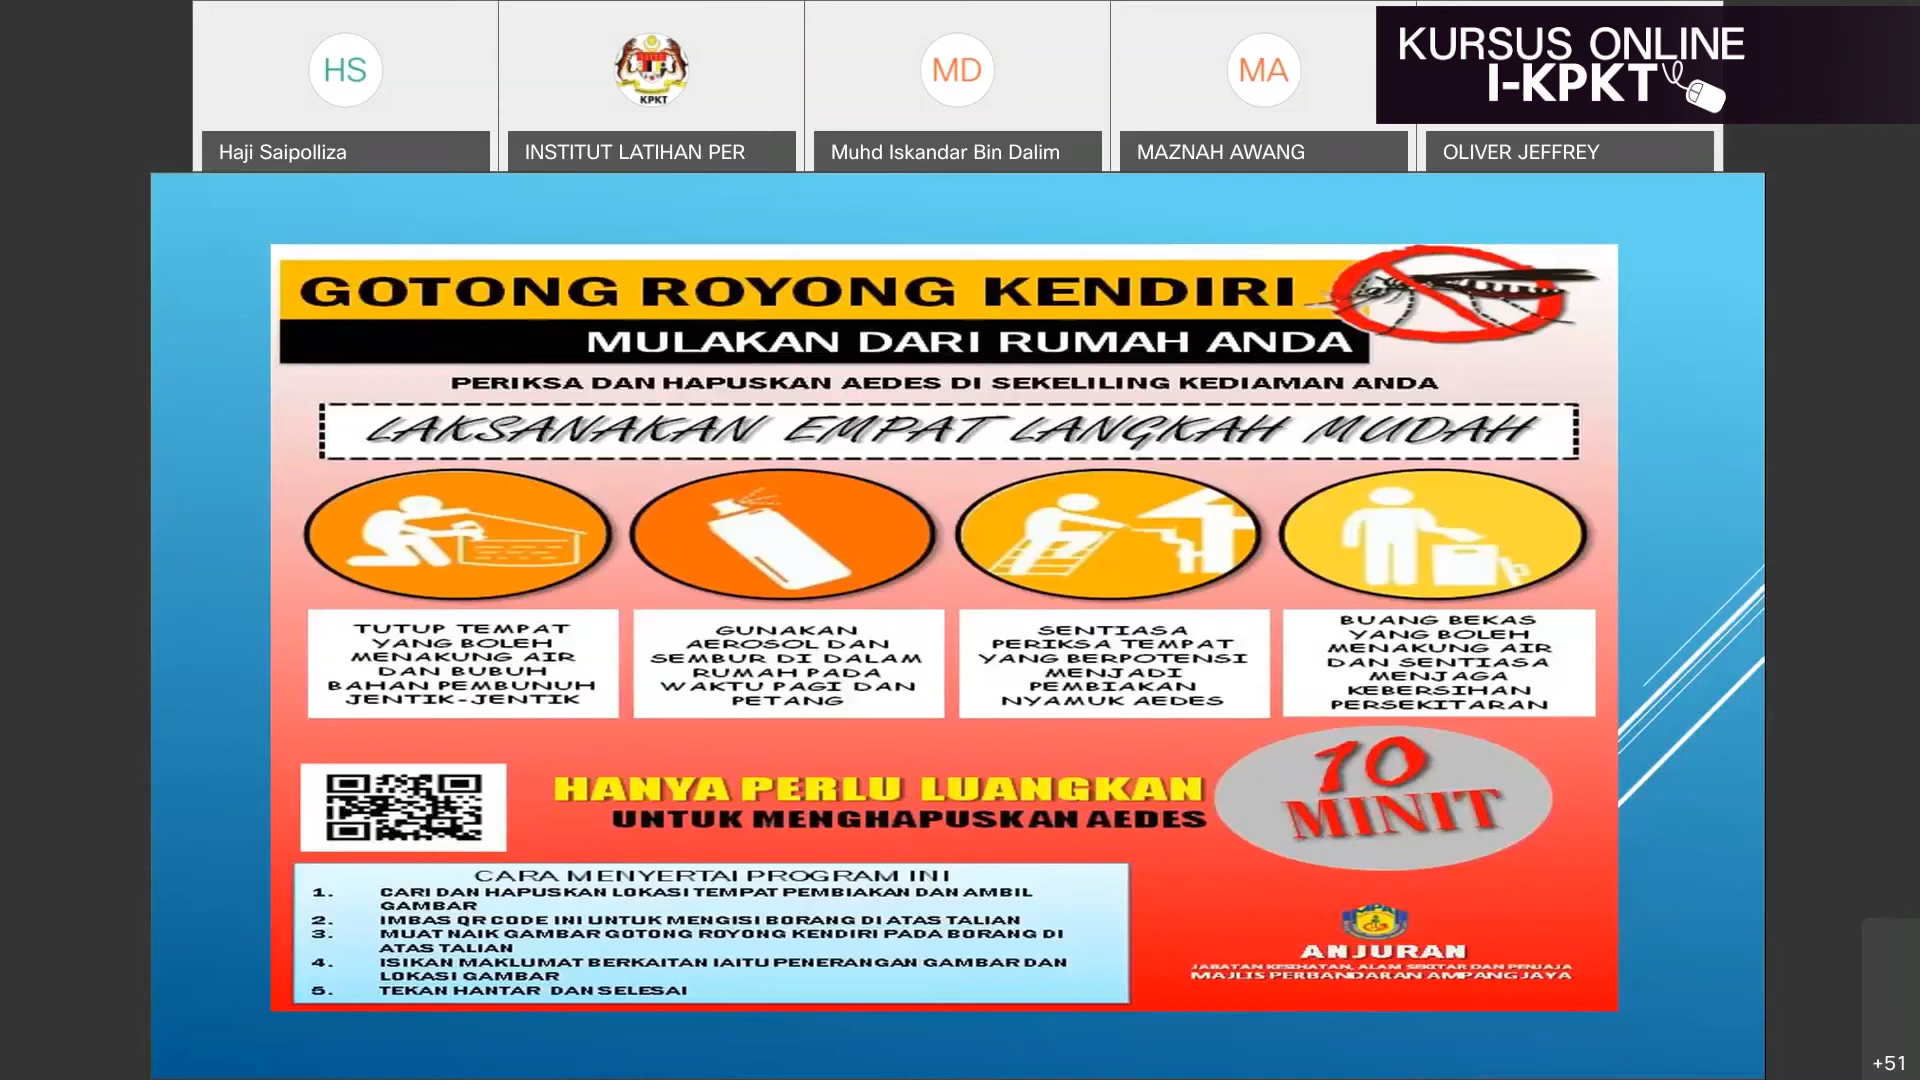 HS
KPKT
MD
MA
KURSUS ONLINE
I-KPKT
Haji Saipolliza
INSTITUT LATIHAN PER
Muhd Iskandar Bin Dalim
MAZNAH AWANG
OLIVER JEFFREY
GOTONG ROYONG KENDIRI
MULAKAN DARI RUMAH ANDA
PERIKSA DAN HAPUSKAN AEDES DI SEKELILING KEDIAMAN ANDA
LAKSANAKAN EMPAT LANGKAH MUDAH
TUTUP TEMPAT
YANG BOLEH
MENAKUNG AIR
DAN BUBUH
BAHAN PEMBUNUH
JENTIK-JENTIK
GUNAKAN
AEROSOL DAN
SEMBUR DI DALAM
RUMAH PADA
WAKTU PAGI DAN
PETANG
SENTIASA
PERIKSA TEMPAT
YANG BERPOTENSI
MENJADI
PEMBIAKAN
NYAMUK AEDES
BUANG BEKAS
YANG BOLEH
MENAKUNG AIR
DAN SENTIASA
MENJAGA
KEBERSIHAN
PERSEKITARAN
HANYA PERLU LUANGKAN
UNTUK MENGHAPUSKAN AEDES
10
MINIT
CARA MENYERTAI PROGRAM INI
1. CARI DAN HAPUSKAN LOKASI TEMPAT PEMBIAKAN DAN AMBIL
GAMBAR
2. IMBAS QR CODE INI UNTUK MENGISI BORANG DI ATAS TALIAN
3. MUAT NAIK GAMBAR GOTONG ROYONG KENDIRI PADA BORANG DI
ATAS TALIAN
4. ISIKAN MAKLUMAT BERKAITAN IAITU PENERANGAN GAMBAR DAN
LOKASI GAMBAR
5. TEKAN HANTAR DAN SELESAI
MPAJ
ANJURAN
JABATAN KESIHATAN, ALAM SEKITAR DAN PENJAJA
MAJLIS PERBANDARAN AMPANG JAYA
+51